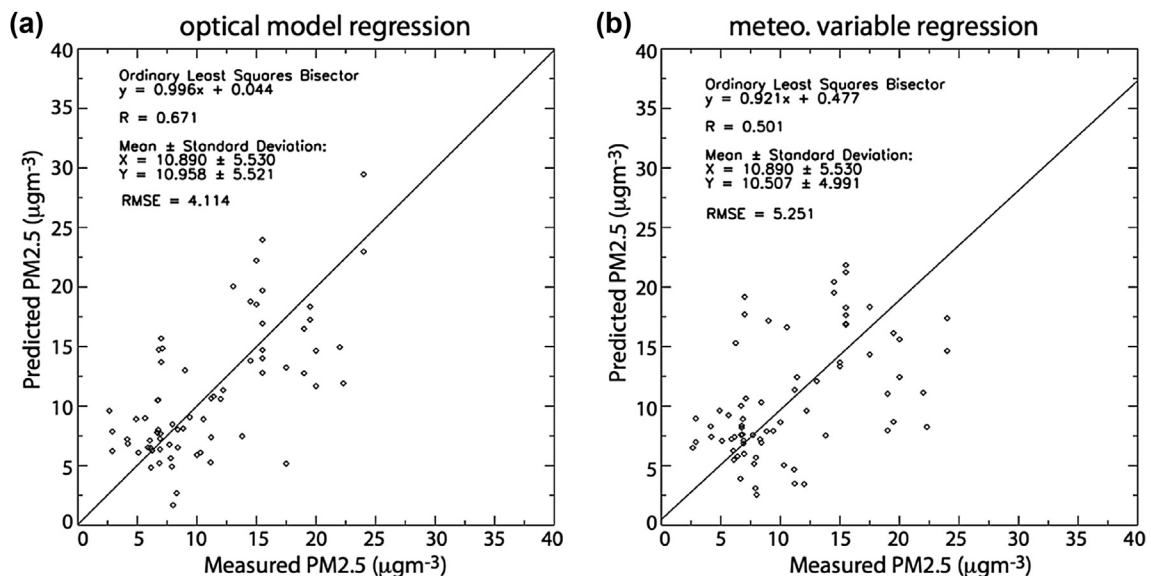 (a)
optical model regression
40
35
30
25
20
15
10
5
0
Predicted PM2.5 (μgm-3)
Ordinary Least Squares Bisector
y = 0.996x + 0.044
R = 0.671
Mean ± Standard Deviation:
X = 10.890 ± 5.530
Y = 10.958 ± 5.521
RMSE = 4.114
0 5 10 15 20 25 30 35 40
Measured PM2.5 (μgm-3)
(b)
meteo. variable regression
40
35
30
25
20
15
10
5
0
Predicted PM2.5 (μgm-3)
Ordinary Least Squares Bisector
y = 0.921x + 0.477
R = 0.501
Mean ± Standard Deviation:
X = 10.890 ± 5.530
Y = 10.507 ± 4.991
RMSE = 5.251
0 5 10 15 20 25 30 35 40
Measured PM2.5 (μgm-3)